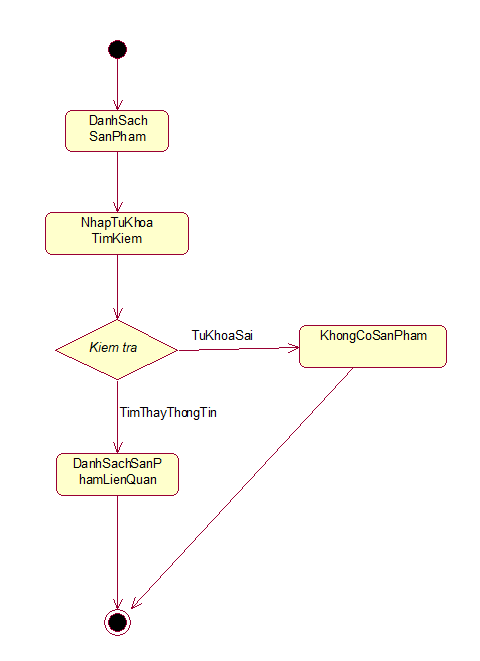 DanhSach
SanPham
NhapTuKhoa
TimKiem
Kiem tra
TuKhoaSai
KhongCoSanPham
TimThayThongTin
DanhSachSanP
hamLienQuan